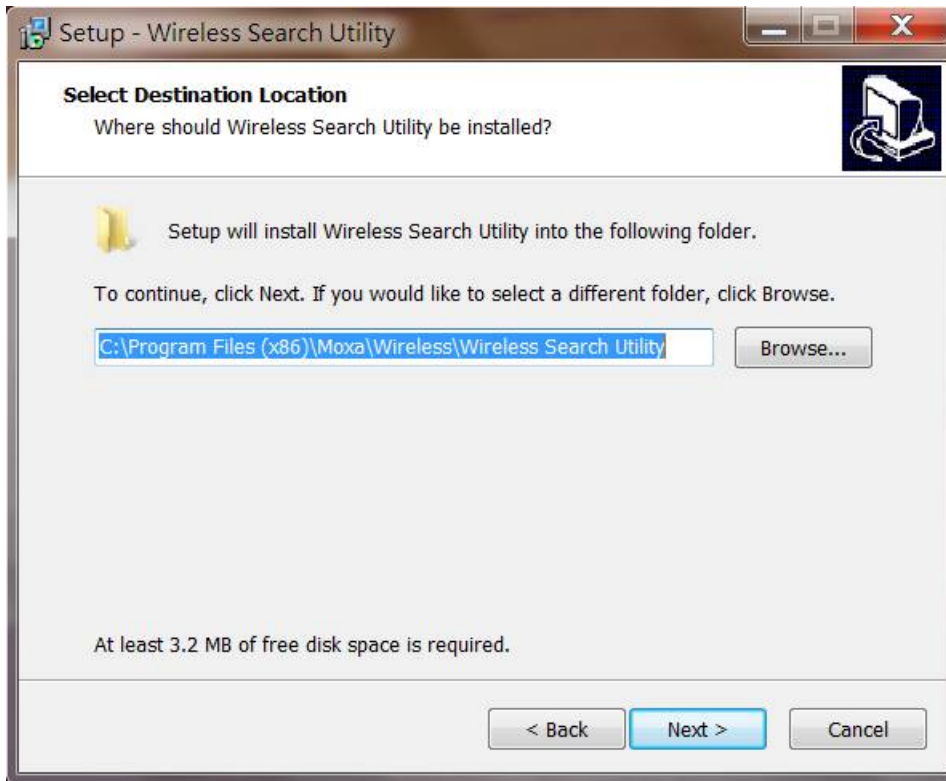 Setup - Wireless Search Utility
Select Destination Location
Where should Wireless Search Utility be installed?
Setup will install Wireless Search Utility into the following folder.
To continue, click Next. If you would like to select a different folder, click Browse.
C:\Program Files (x86)\Moxa\Wireless\Wireless Search Utility
Browse...
At least 3.2 MB of free disk space is required.
< Back
Next >
Cancel